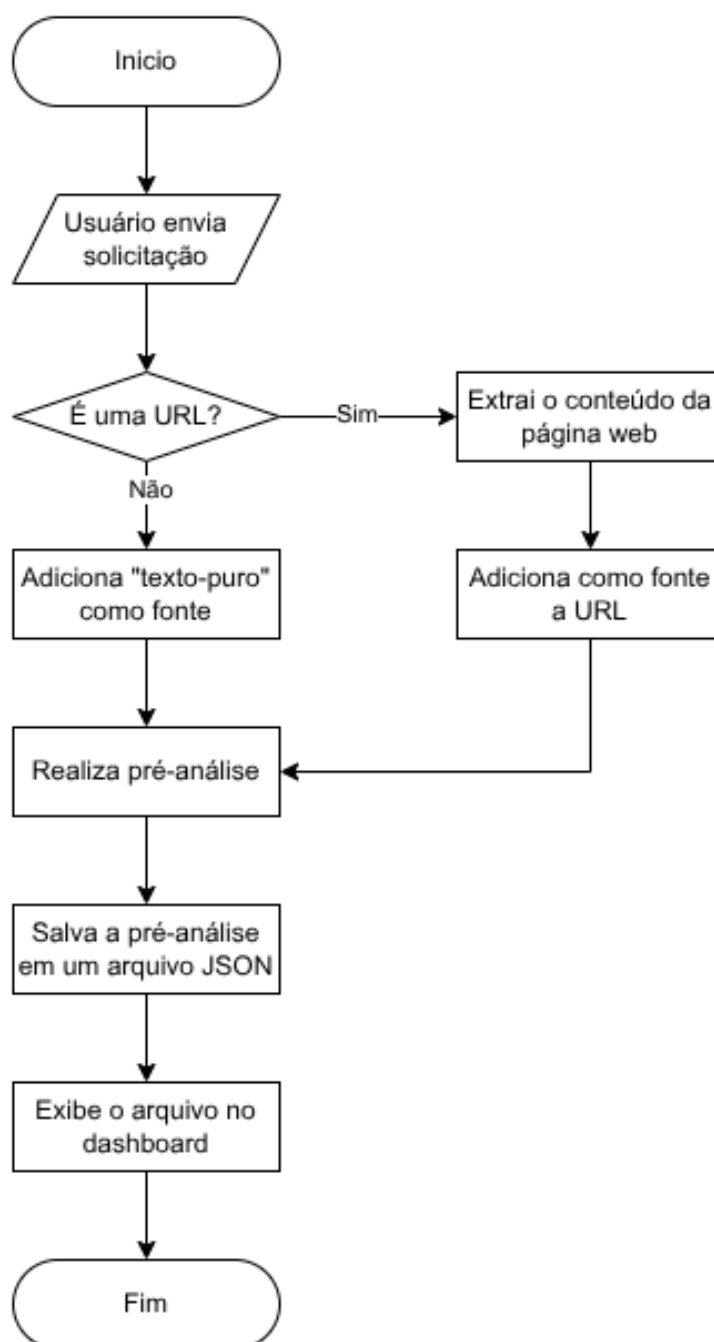 Inicio
Usuário envia
solicitação
É uma URL?
Sim
Extrai o conteúdo da
página web
Não
Adiciona "texto-puro"
como fonte
Adiciona como fonte
a URL
Realiza pré-análise
Salva a pré-análise
em um arquivo JSON
Exibe o arquivo no
dashboard
Fim